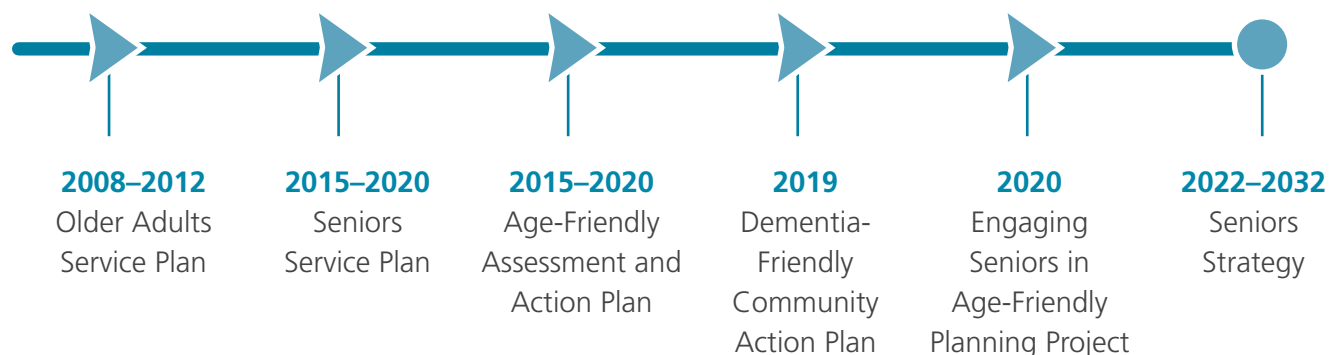 2008–2012
Older Adults
Service Plan
2015–2020
Seniors
Service Plan
2015–2020
Age-Friendly
Assessment and
Action Plan
2019
Dementia-
Friendly
Community
Action Plan
2020
Engaging
Seniors in
Age-Friendly
Planning Project
2022–2032
Seniors
Strategy